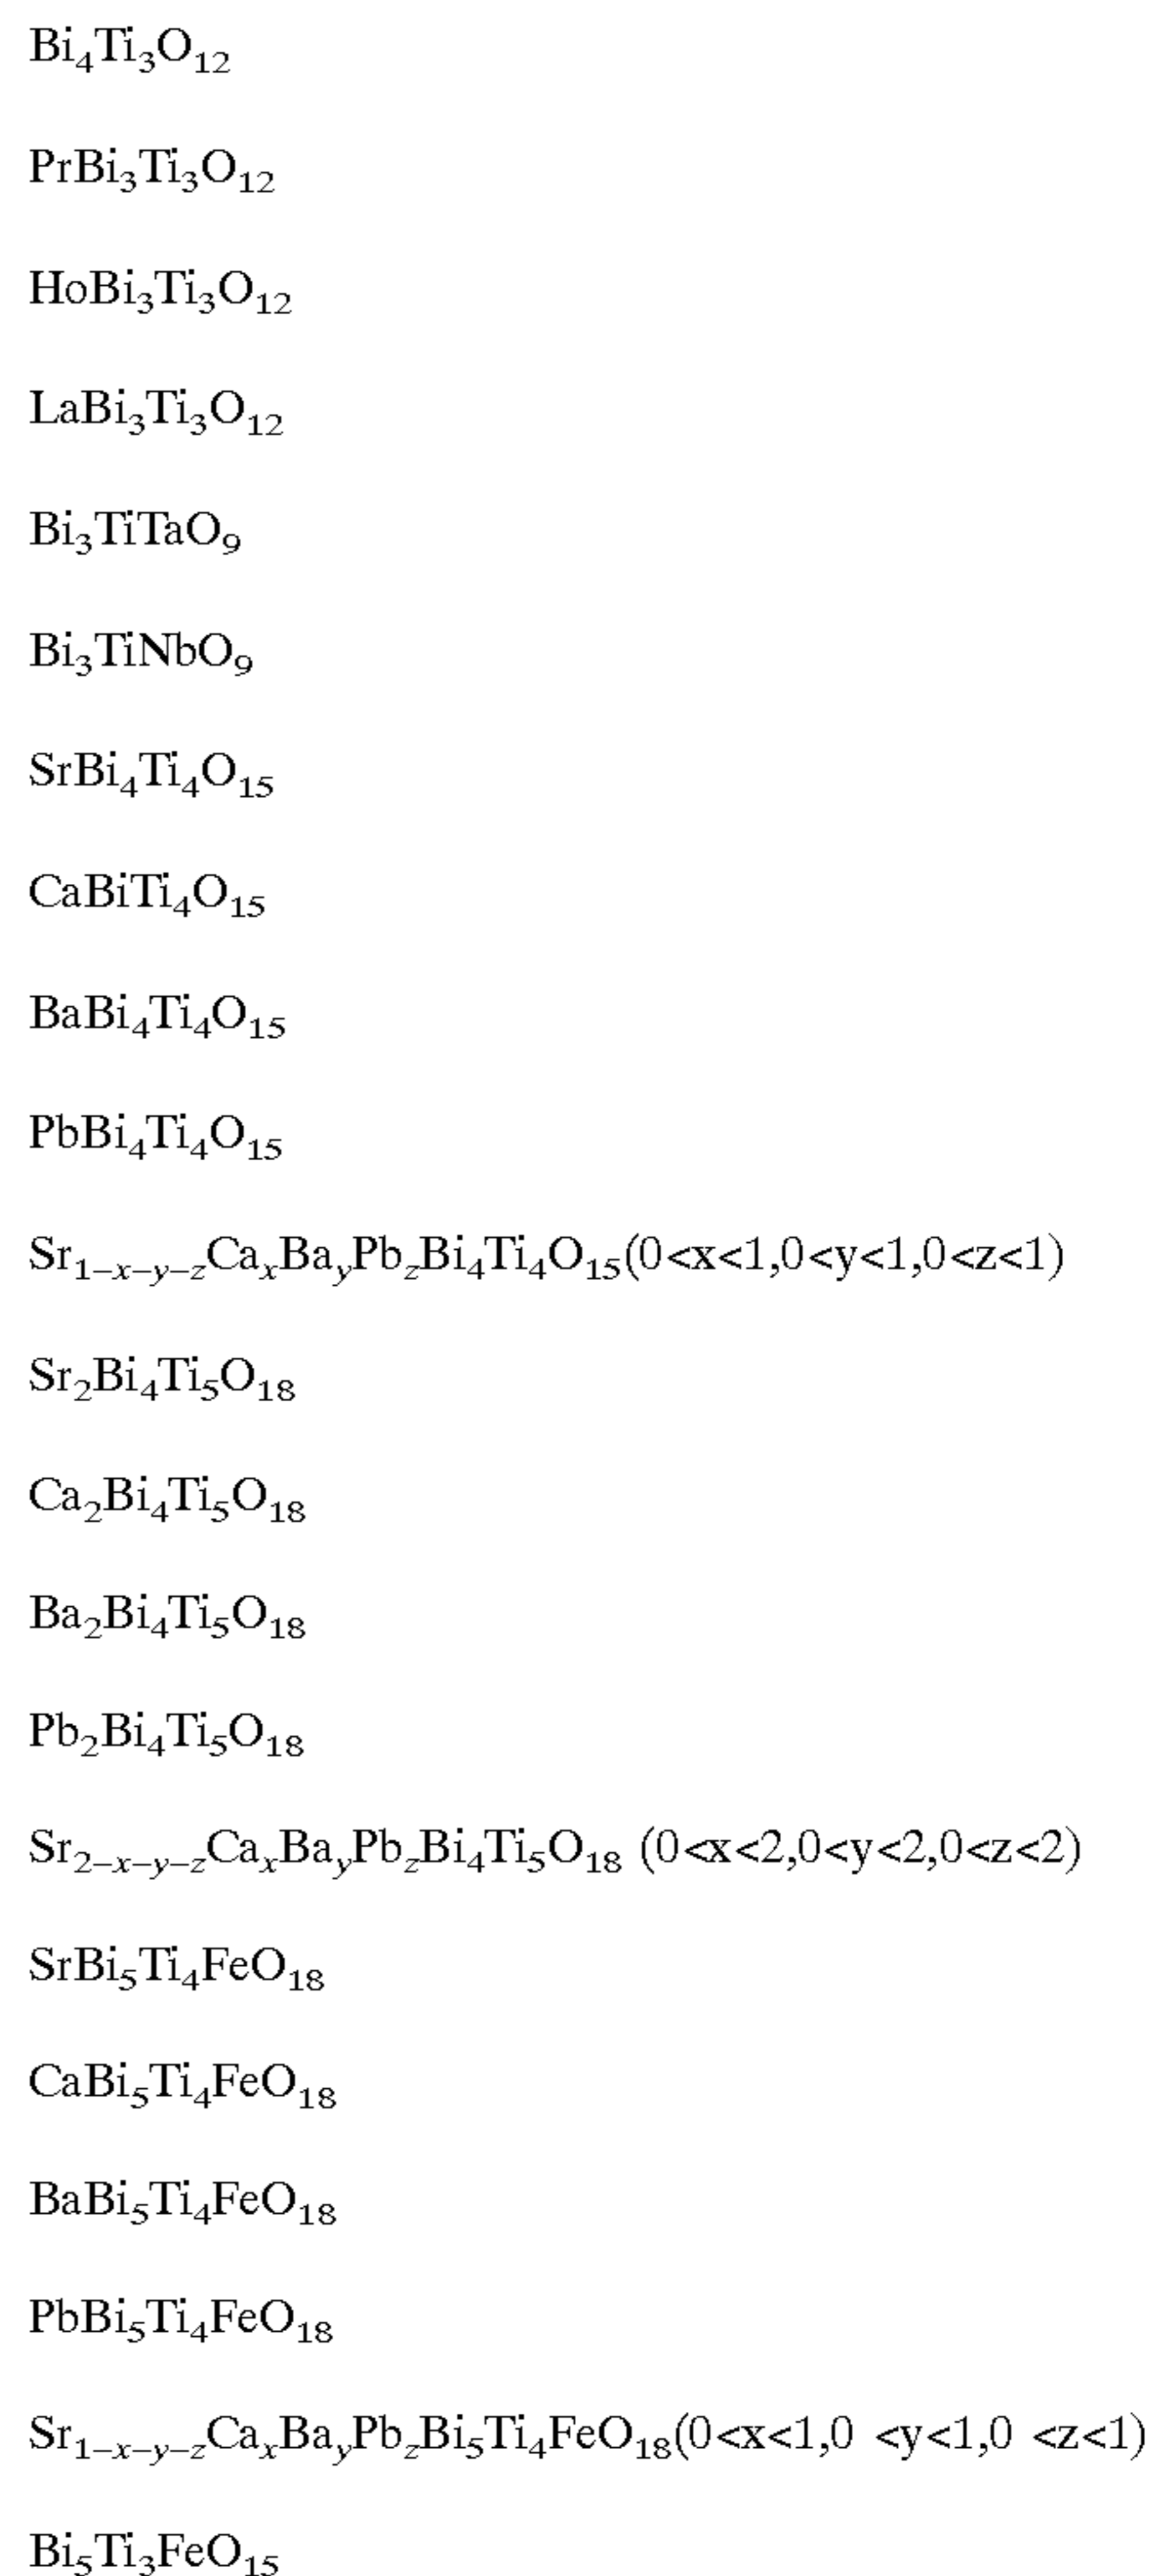 Bi₄Ti₃O₁₂
PrBi₃Ti₃O₁₂
HoBi₃Ti₃O₁₂
LaBi₃Ti₃O₁₂
Bi₃TiTaO₉
Bi₃TiNbO₉
SrBi₄Ti₄O₁₅
CaBiTi₄O₁₅
BaBi₄Ti₄O₁₅
PbBi₄Ti₄O₁₅
Sr₁₋ₓ₋y₋zCaₓBayPbzBi₄Ti₄O₁₅(0<x<1,0<y<1,0<z<1)
Sr₂Bi₄Ti₅O₁₈
Ca₂Bi₄Ti₅O₁₈
Ba₂Bi₄Ti₅O₁₈
Pb₂Bi₄Ti₅O₁₈
Sr₂₋ₓ₋y₋zCaₓBayPbzBi₄Ti₅O₁₈ (0<x<2,0<y<2,0<z<2)
SrBi₅Ti₄FeO₁₈
CaBi₅Ti₄FeO₁₈
BaBi₅Ti₄FeO₁₈
PbBi₅Ti₄FeO₁₈
Sr₁₋ₓ₋y₋zCaₓBayPbzBi₅Ti₄FeO₁₈(0<x<1,0 <y<1,0 <z<1)
Bi₅Ti₃FeO₁₅